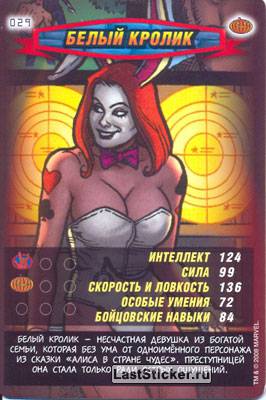 029
БЕЛЫЙ КРОЛИК
ИНТЕЛЛЕКТ 124
СИЛА 99
СКОРОСТЬ И ЛОВКОСТЬ 136
ОСОБЫЕ УМЕНИЯ 72
БОЙЦОВСКИЕ НАВЫКИ 84
БЕЛЫЙ КРОЛИК – НЕСЧАСТНАЯ ДЕВУШКА ИЗ БОГАТОЙ
СЕМЬИ, КОТОРАЯ БЕЗ УМА ОТ ОДНОИМЁННОГО ПЕРСОНАЖА
ИЗ СКАЗКИ «АЛИСА В СТРАНЕ ЧУДЕС». ПРЕСТУПНИЦЕЙ
ОНА СТАЛА ТОЛЬКО РАДИ ОЩУЩЕНИЙ.
LastSticker.ru
TM & © 2008 MARVEL